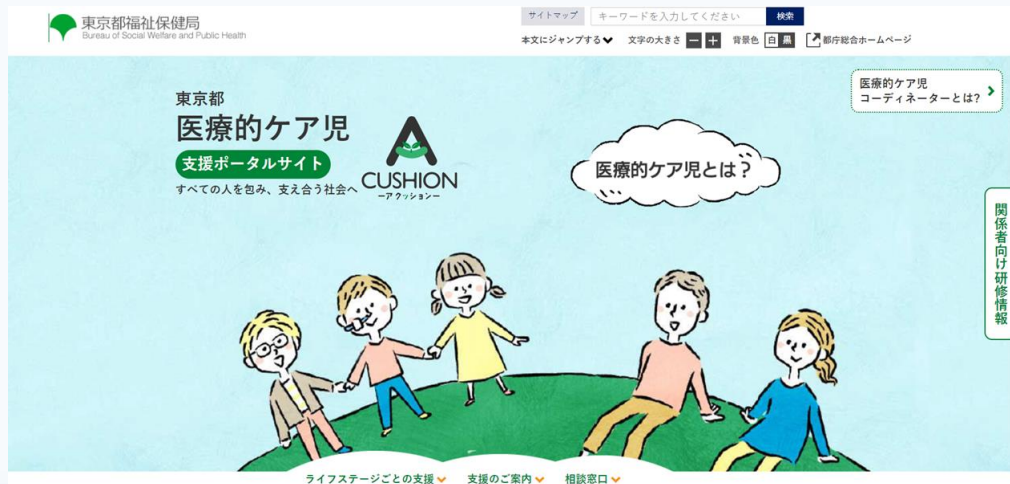 東京都福祉保健局
Bureau of Social Welfare and Public Health
サイトマップ
キーワードを入力してください
検索
本文にジャンプする
文字の大きさ
背景色 白 黒
都庁総合ホームページ
医療的ケア児
コーディネーターとは?
東京都
医療的ケア児
支援ポータルサイト
すべての人を包み、支え合う社会へ
A
CUSHION
ーア クッションー
医療的ケア児とは?
関係者向け研修情報
ライフステージごとの支援
支援のご案内
相談窓口